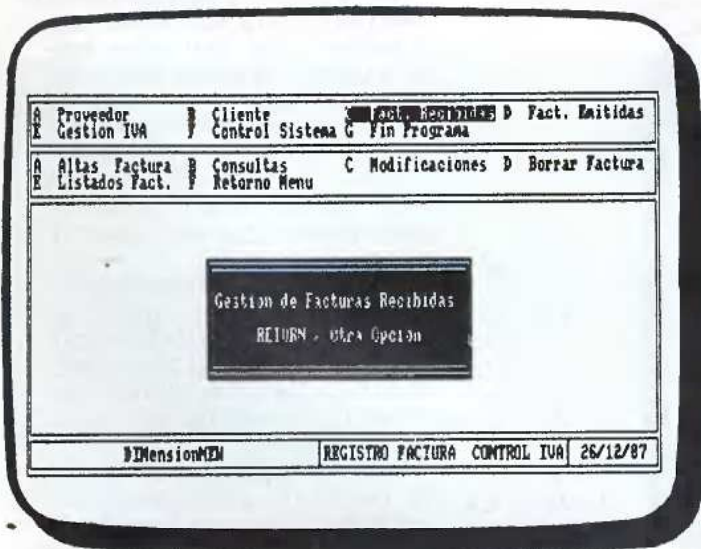 A Proveedor B Cliente C Fact. Recibidas D Fact. Emitidas
E Gestion IVA F Control Sistema G Fin Programa
A Altas Factura B Consultas C Modificaciones D Borrar Factura
E Listados Fact. F Retorno Menu
Gestion de Facturas Recibidas
RETURN - Otra Opcion
DIMensionMEN REGISTRO FACTURA CONTROL IVA 26/12/87